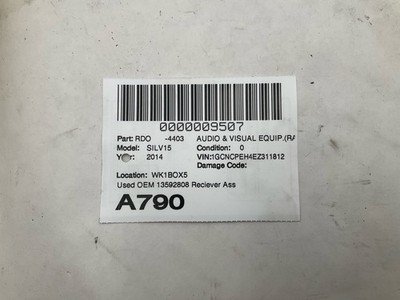 0000009507
Part: RDO -4403 AUDIO & VISUAL EQUIP.(RA
Model: SILV15 Condition: 0
Year: 2014 VIN:1GCNCPEH4EZ311812
Damage Code:
Location: WK1BOX5
Used OEM 13592808 Reciever Ass
A790